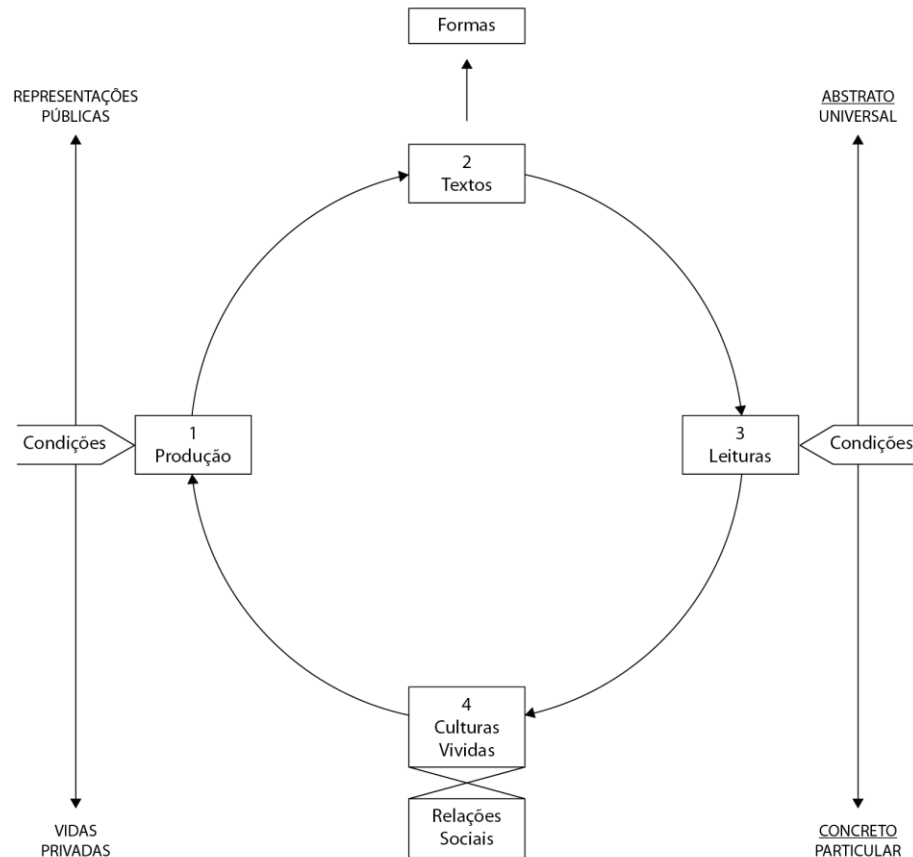 Formas
REPRESENTAÇÕES
PÚBLICAS
ABSTRATO
UNIVERSAL
2
Textos
Condições
1
Produção
3
Leituras
Condições
4
Culturas
Vividas
Relações
Sociais
VIDAS
PRIVADAS
CONCRETO
PARTICULAR